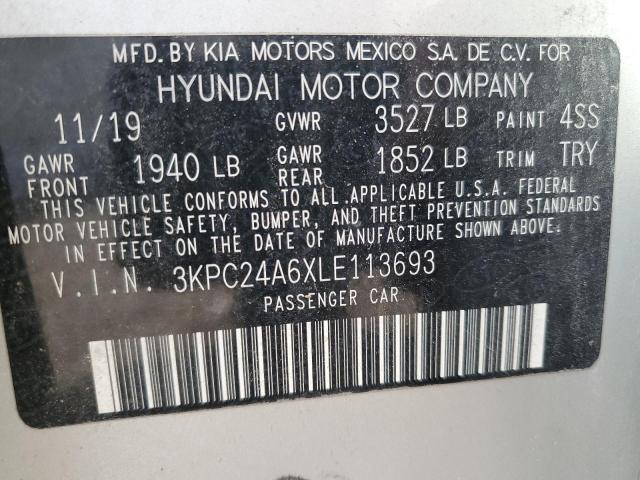 MFD. BY KIA MOTORS MEXICO S.A. DE C.V. FOR
HYUNDAI MOTOR COMPANY
11/19 GVWR 3527 LB PAINT 4SS
GAWR FRONT 1940 LB GAWR REAR 1852 LB TRIM TRY
THIS VEHICLE CONFORMS TO ALL APPLICABLE U.S.A. FEDERAL
MOTOR VEHICLE SAFETY, BUMPER, AND THEFT PREVENTION STANDARDS
IN EFFECT ON THE DATE OF MANUFACTURE SHOWN ABOVE.
V.I.N. 3KPC24A6XLE113693
PASSENGER CAR